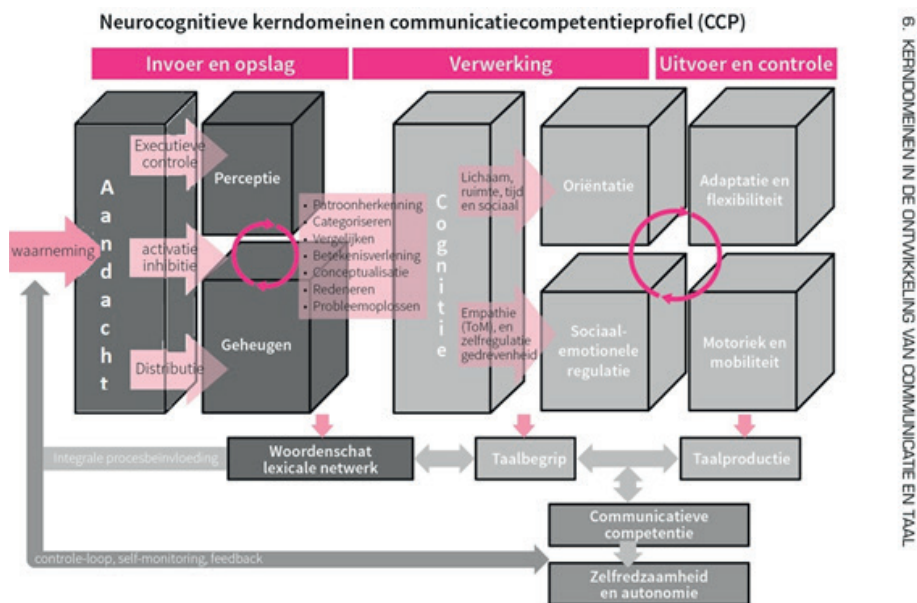 Neurocognitieve kerndomeinen communicatiecompetentieprofiel (CCP)
Invoer en opslag
Verwerking
Uitvoer en controle
waarneming
Aandacht
Executieve
controle
activatie
inhibitie
Distributie
Perceptie
Geheugen
• Patroonherkenning
• Categoriseren
• Vergelijken
• Betekenisverlening
• Conceptualisatie
• Redeneren
• Probleemoplossen
Cognitie
Lichaam,
ruimte, tijd
en sociaal
Empathie
(ToM), en
zelfregulatie
gedrevenheid
Oriëntatie
Sociaal-
emotionele
regulatie
Adaptatie en
flexibiliteit
Motoriek en
mobiliteit
Integrale procesbeïnvloeding
Woordenschat
lexicale netwerk
Taalbegrip
Taalproductie
Communicatieve
competentie
controle-loop, self-monitoring, feedback
Zelfredzaamheid
en autonomie
6. KERNDOMEINEN IN DE ONTWIKKELING VAN COMMUNICATIE EN TAAL